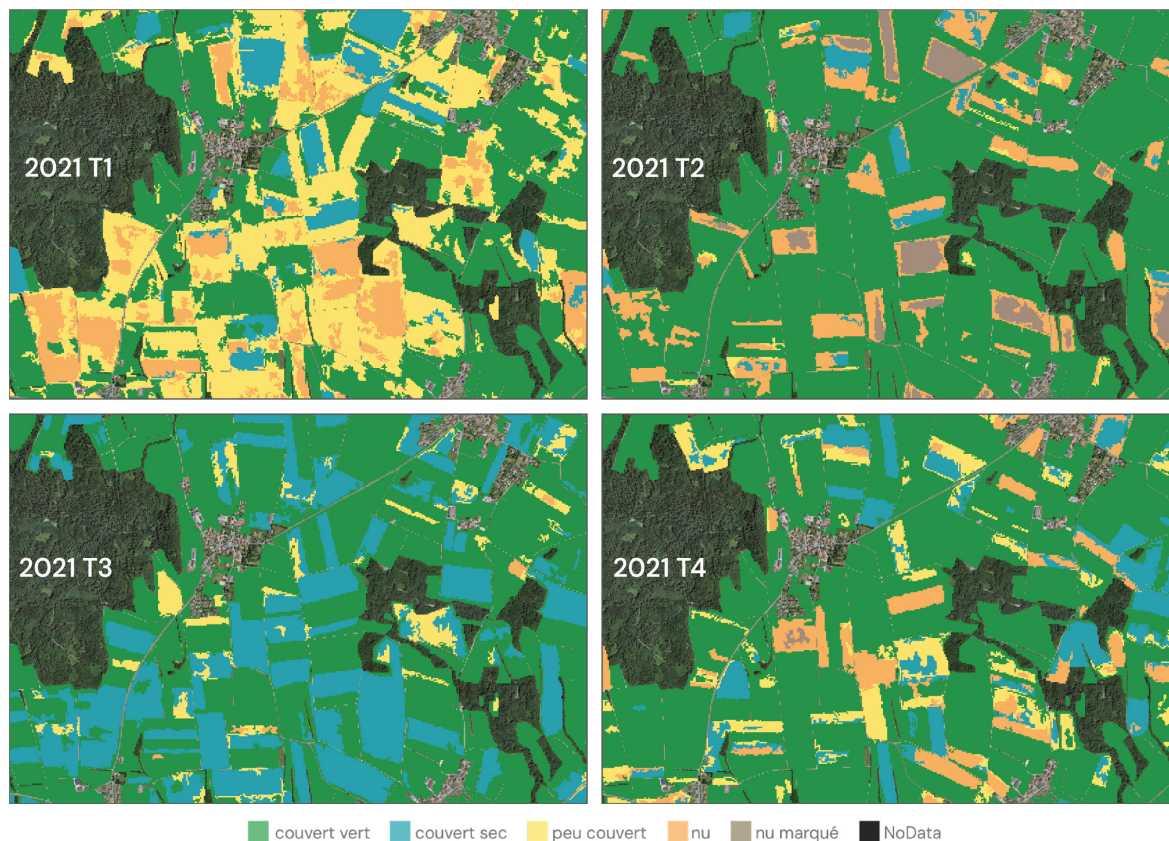 2021 T1
2021 T2
2021 T3
2021 T4
couvert vert
couvert sec
peu couvert
nu
nu marqué
NoData